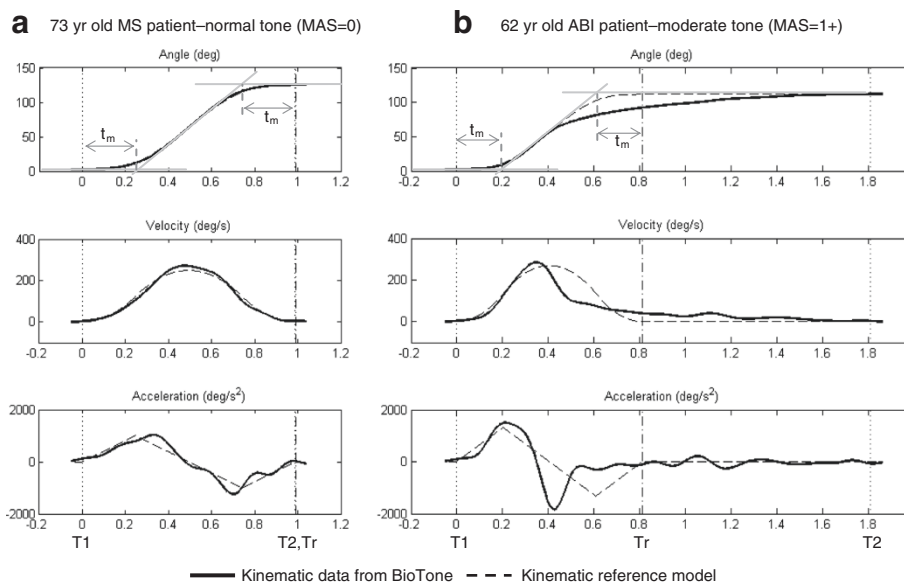 a 73 yr old MS patient–normal tone (MAS=0)
b 62 yr old ABI patient–moderate tone (MAS=1+)
Angle (deg)
150
100
50
0
-0.2 0 0.2 0.4 0.6 0.8 1 1.2
tm
tm
Angle (deg)
150
100
50
0
-0.2 0 0.2 0.4 0.6 0.8 1 1.2 1.4 1.6 1.8
tm
tm
Velocity (deg/s)
400
200
0
-0.2 0 0.2 0.4 0.6 0.8 1 1.2
Velocity (deg/s)
400
200
0
-0.2 0 0.2 0.4 0.6 0.8 1 1.2 1.4 1.6 1.8
Acceleration (deg/s²)
2000
0
-2000
-0.2 0 0.2 0.4 0.6 0.8 1 1.2
T1 T2,Tr
Acceleration (deg/s²)
2000
0
-2000
-0.2 0 0.2 0.4 0.6 0.8 1 1.2 1.4 1.6 1.8
T1 Tr T2
Kinematic data from BioTone Kinematic reference model